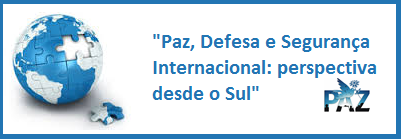 "Paz, Defesa e Segurança
Internacional: perspectiva
desde o Sul"
PAZ